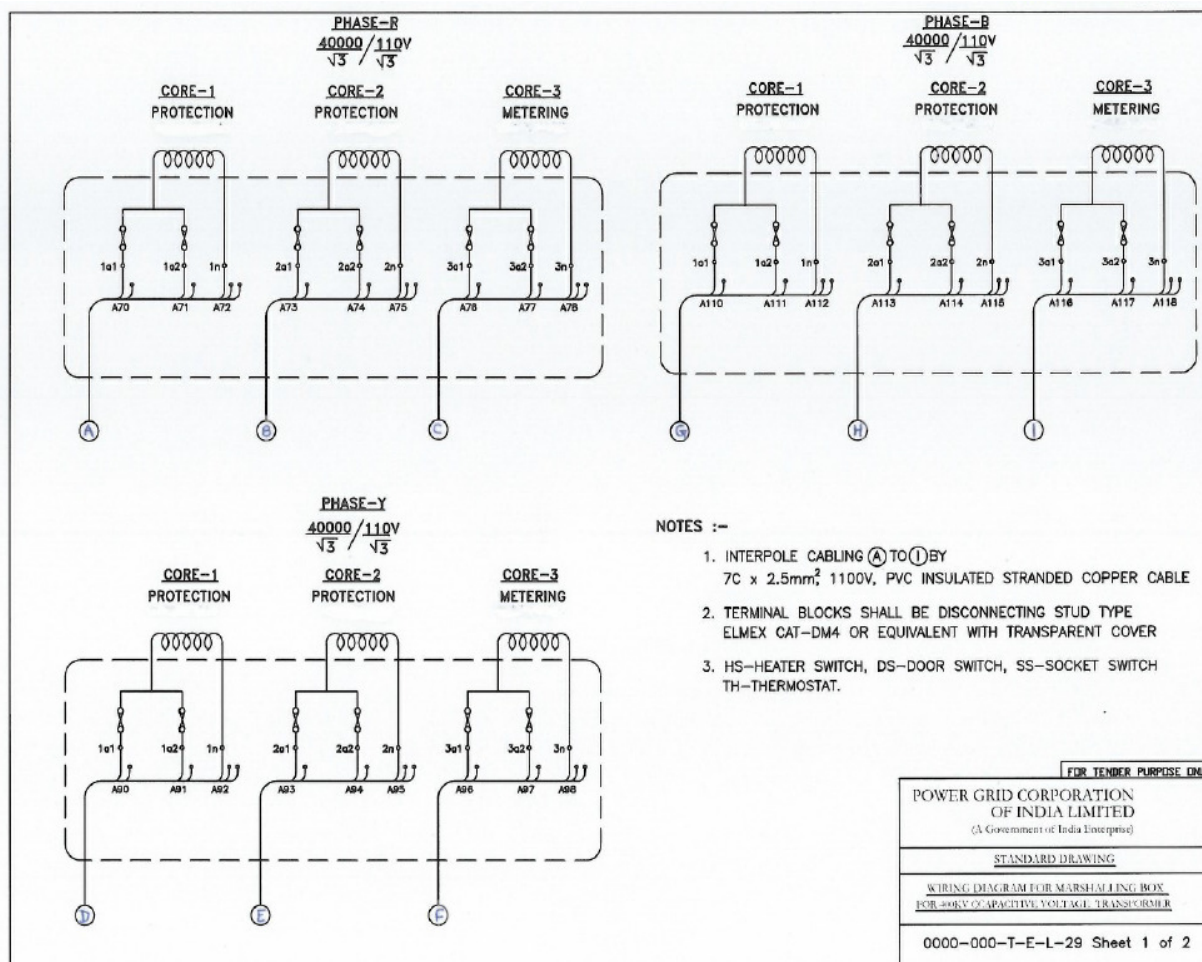 PHASE-R
40000/110V
√3 √3
CORE-1 CORE-2 CORE-3
PROTECTION PROTECTION METERING
1a1 1a2 1n 2a1 2a2 2n 3a1 3a2 3n
A70 A71 A72 A73 A74 A75 A76 A77 A78
A B C
PHASE-B
40000/110V
√3 √3
CORE-1 CORE-2 CORE-3
PROTECTION PROTECTION METERING
1a1 1a2 1n 2a1 2a2 2n 3a1 3a2 3n
A110 A111 A112 A113 A114 A115 A116 A117 A118
G H I
PHASE-Y
40000/110V
√3 √3
CORE-1 CORE-2 CORE-3
PROTECTION PROTECTION METERING
1a1 1a2 1n 2a1 2a2 2n 3a1 3a2 3n
A90 A91 A92 A93 A94 A95 A96 A97 A98
D E F
NOTES :-
1. INTERPOLE CABLING A TO I BY
7C x 2.5mm², 1100V, PVC INSULATED STRANDED COPPER CABLE
2. TERMINAL BLOCKS SHALL BE DISCONNECTING STUD TYPE
ELMEX CAT-DM4 OR EQUIVALENT WITH TRANSPARENT COVER
3. HS-HEATER SWITCH, DS-DOOR SWITCH, SS-SOCKET SWITCH
TH-THERMOSTAT.
FOR TENDER PURPOSE
POWER GRID CORPORATION
OF INDIA LIMITED
(A Government of India Enterprise)
STANDARD DRAWING
WIRING DIAGRAM FOR MARSHALLING BOX
FOR 400KV CAPACITIVE VOLTAGE TRANSFORMER
0000-000-T-E-L-29 Sheet 1 of 2